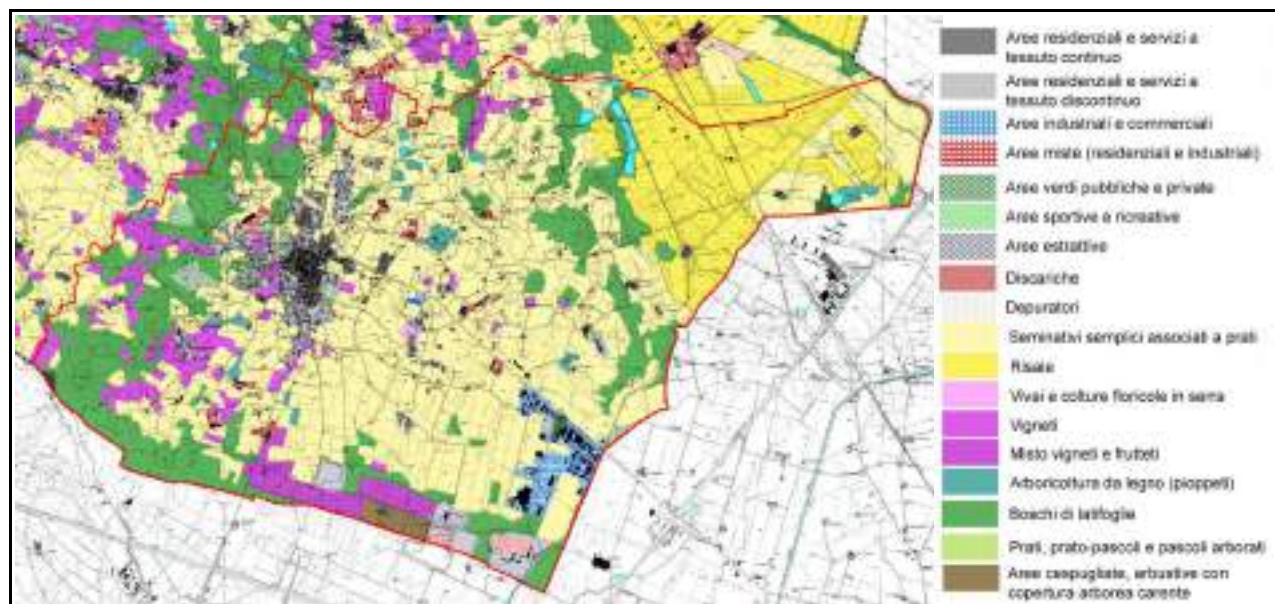 Aree residenziali e servizi a
tessuto continuo
Aree residenziali e servizi a
tessuto discontinuo
Aree industriali e commerciali
Aree miste (residenziali e industriali)
Aree verdi pubbliche e private
Aree sportive e ricreative
Aree estrattive
Discariche
Depuratori
Seminativi semplici associati a prati
Risaie
Vivai e colture floricole in serra
Vigneti
Misto vigneti e frutteti
Arboricoltura da legno (pioppeti)
Boschi di latifoglie
Prati, prato-pascoli e pascoli arborati
Aree cespugliate, arbustive con
copertura arborea carente